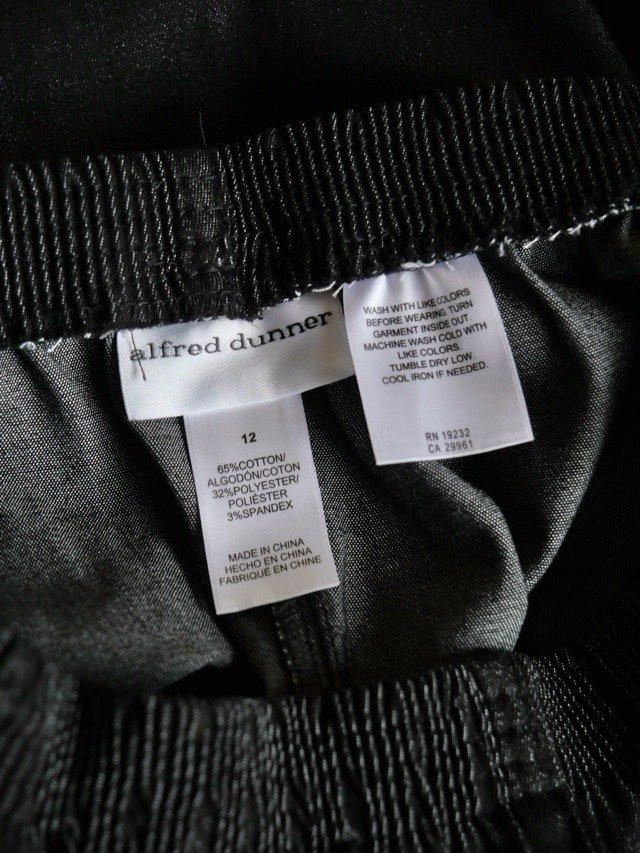 alfred dunner
12
65%COTTON/
ALGODÓN/COTON
32%POLYESTER/
POLIÉSTER
3%SPANDEX
MADE IN CHINA
HECHO EN CHINA
FABRIQUÉ EN CHINE
WASH WITH LIKE COLORS
BEFORE WEARING. TURN
GARMENT INSIDE OUT.
MACHINE WASH COLD WITH
LIKE COLORS.
TUMBLE DRY LOW.
COOL IRON IF NEEDED.
RN 19232
CA 29961